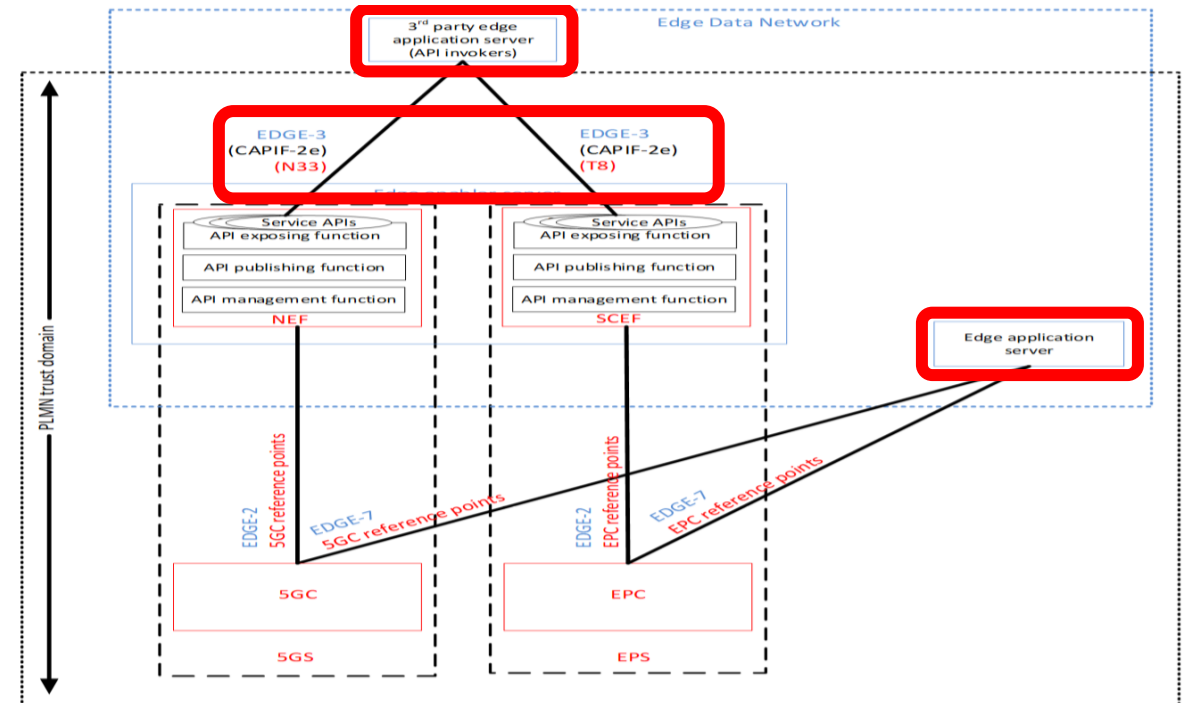 3rd party edge
application server
(API invokers)
Edge Data Network
EDGE-3
(CAPIF-2e)
(N33)
EDGE-3
(CAPIF-2e)
(T8)
Service APIs
API exposing function
API publishing function
API management function
NEF
Service APIs
API exposing function
API publishing function
API management function
SCEF
Edge application
server
PLMN trust domain
EDGE-2
5GC reference points
EDGE-7
5GC reference points
EDGE-2
EPC reference points
EDGE-7
EPC reference points
5GC
5GS
EPC
EPS